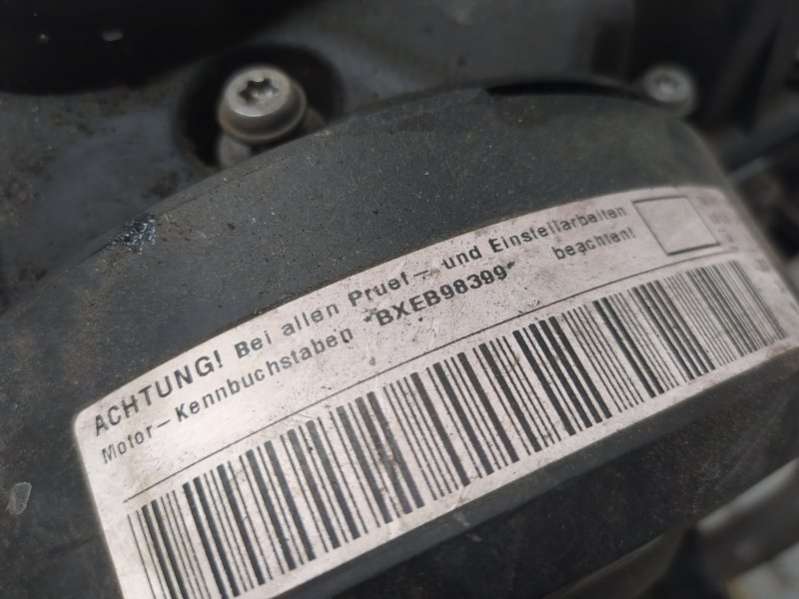 ACHTUNG! Bei allen Pruef- und Einstellarbeiten
Motor-Kennbuchstaben *BXEB98399* beachten!